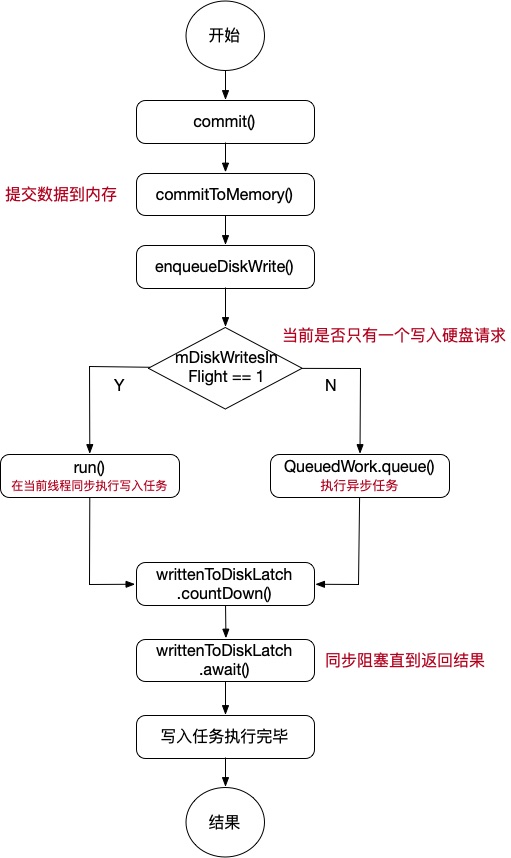 开始
commit()
提交数据到内存
commitToMemory()
enqueueDiskWrite()
当前是否只有一个写入硬盘请求
mDiskWritesIn
Flight == 1
Y
N
run()
在当前线程同步执行写入任务
QueuedWork.queue()
执行异步任务
writtenToDiskLatch
.countDown()
writtenToDiskLatch
.await()
同步阻塞直到返回结果
写入任务执行完毕
结果